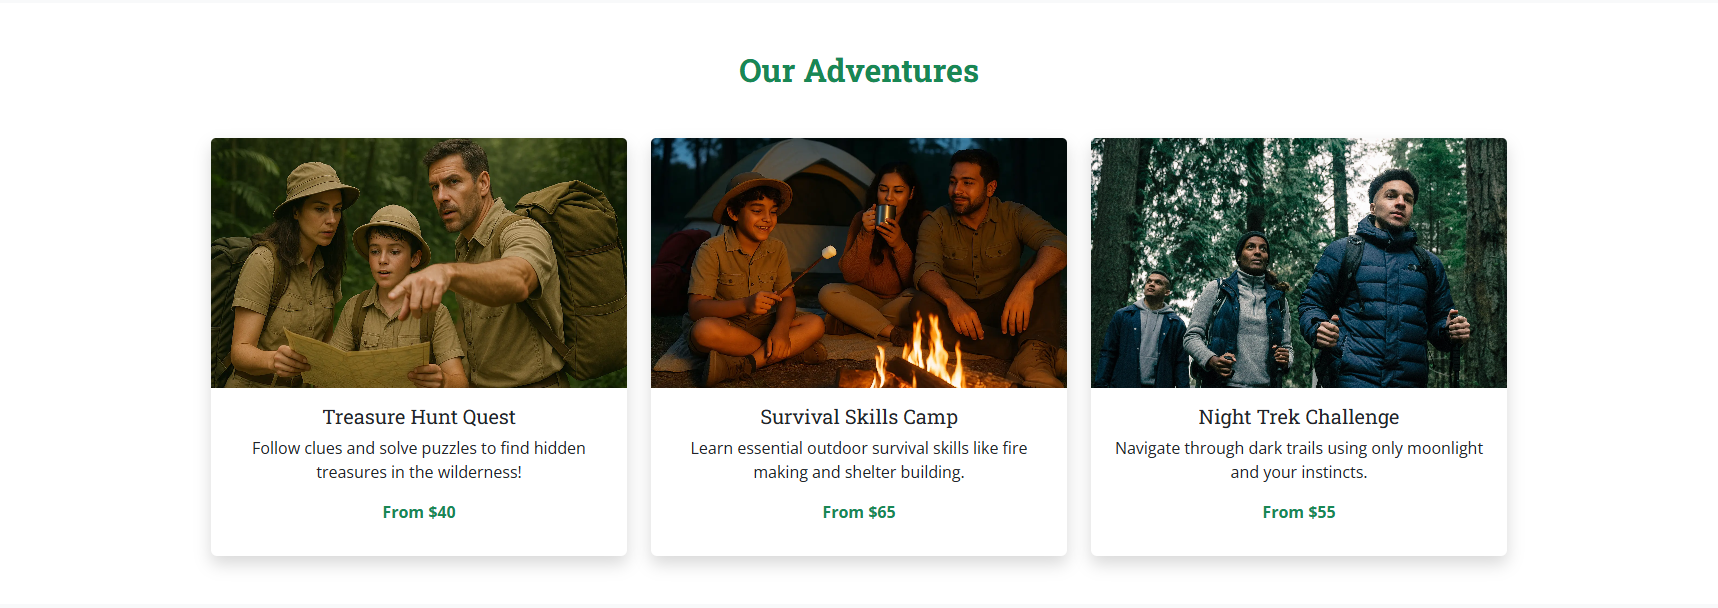 Our Adventures
Treasure Hunt Quest
Follow clues and solve puzzles to find hidden
treasures in the wilderness!
From $40
Survival Skills Camp
Learn essential outdoor survival skills like fire
making and shelter building.
From $65
Night Trek Challenge
Navigate through dark trails using only moonlight
and your instincts.
From $55